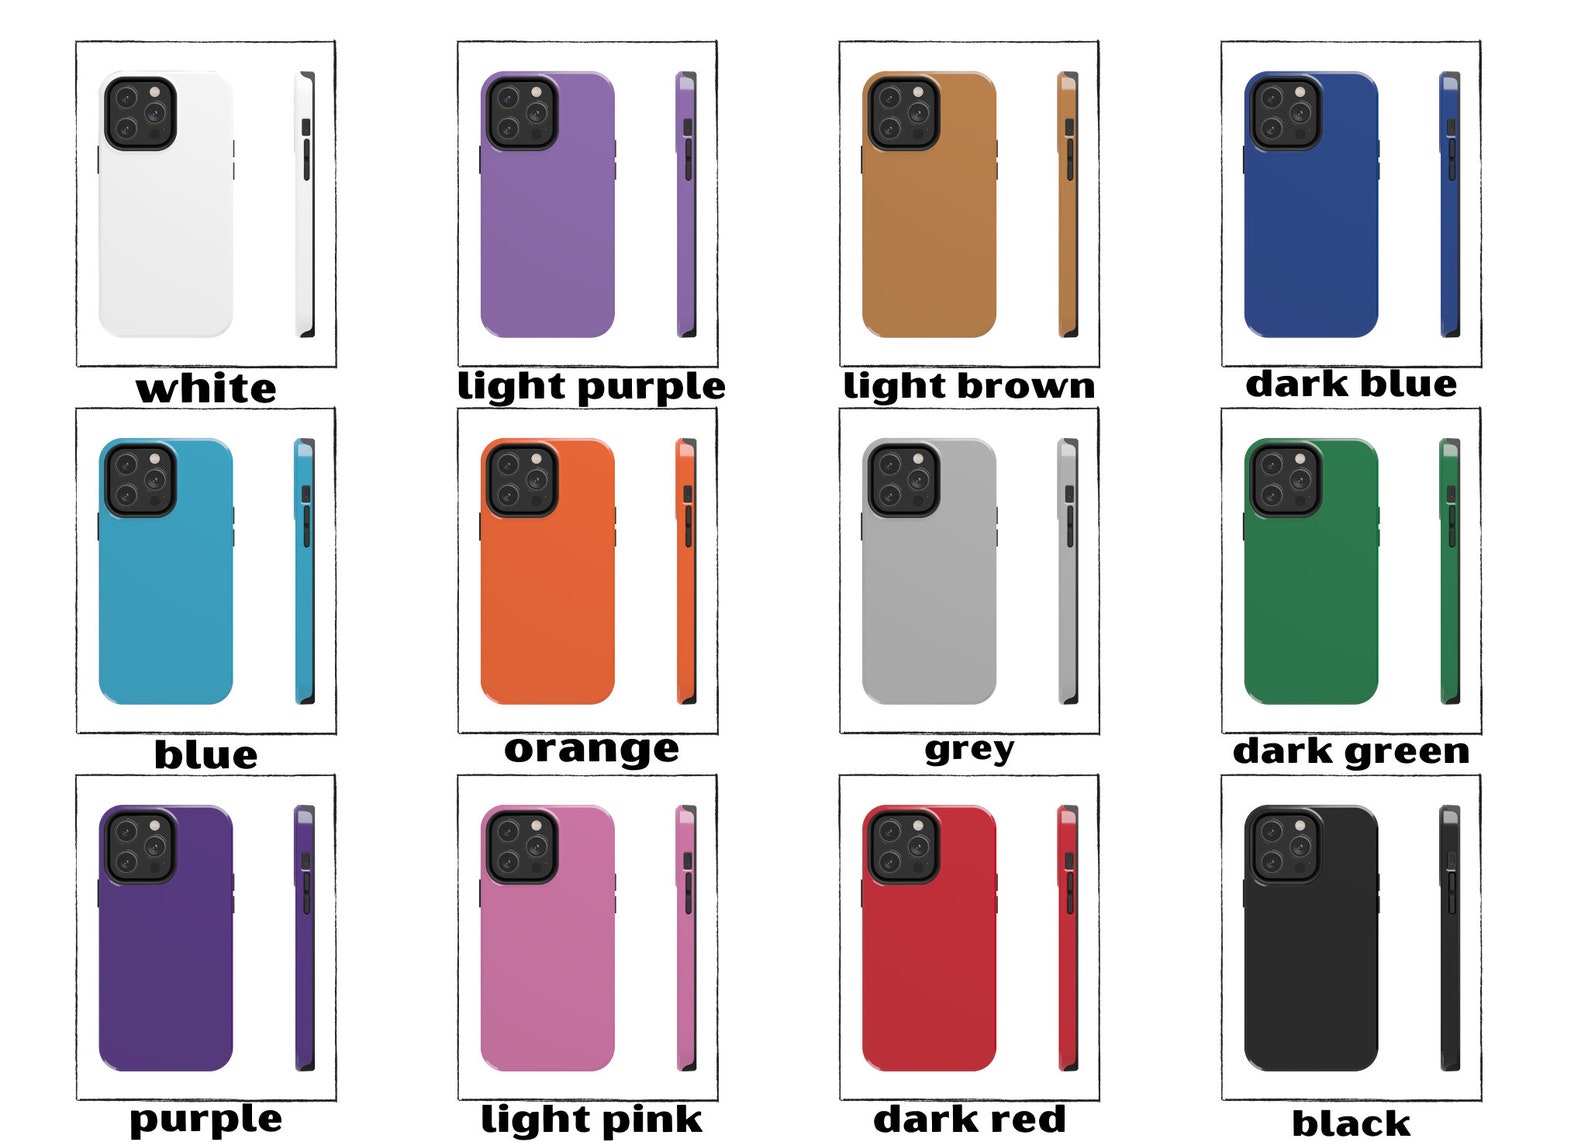 white
light purple
light brown
dark blue
blue
orange
grey
dark green
purple
light pink
dark red
black